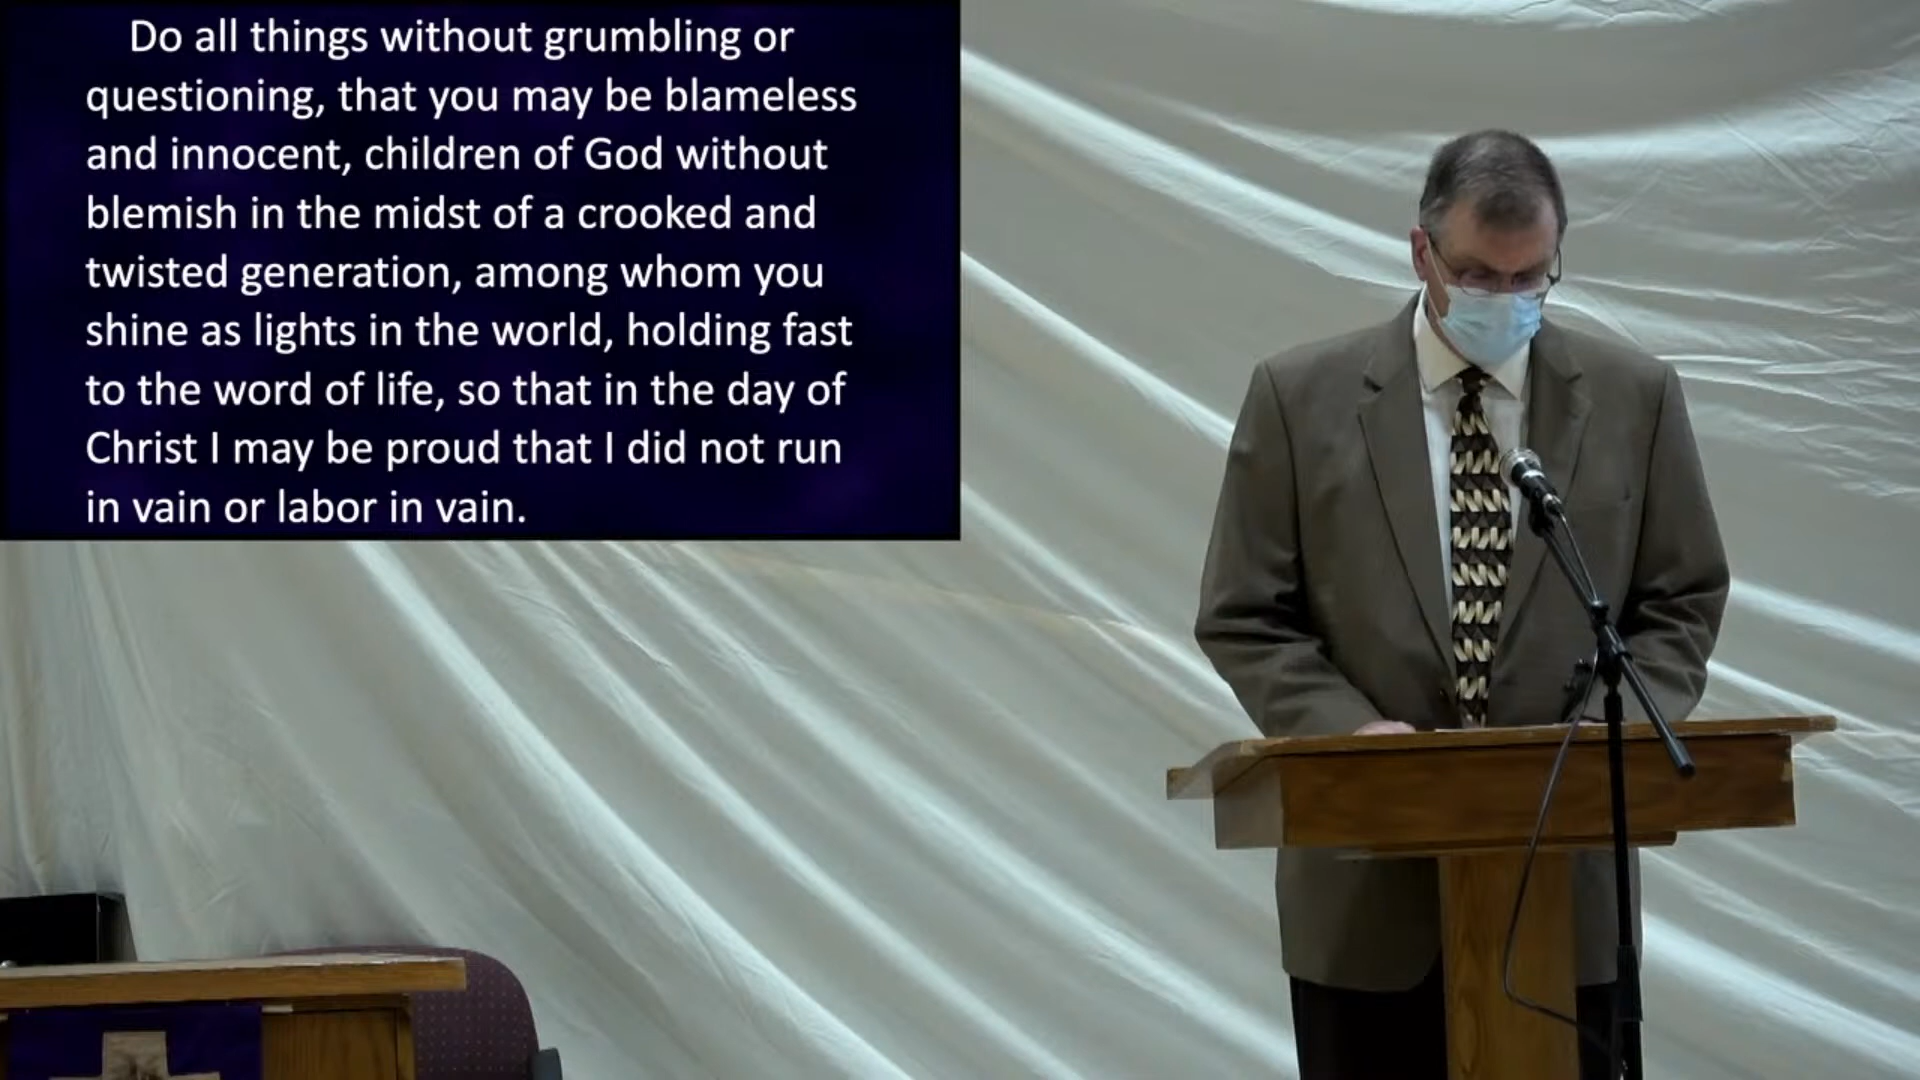 Do all things without grumbling or
questioning, that you may be blameless
and innocent, children of God without
blemish in the midst of a crooked and
twisted generation, among whom you
shine as lights in the world, holding fast
to the word of life, so that in the day of
Christ I may be proud that I did not run
in vain or labor in vain.